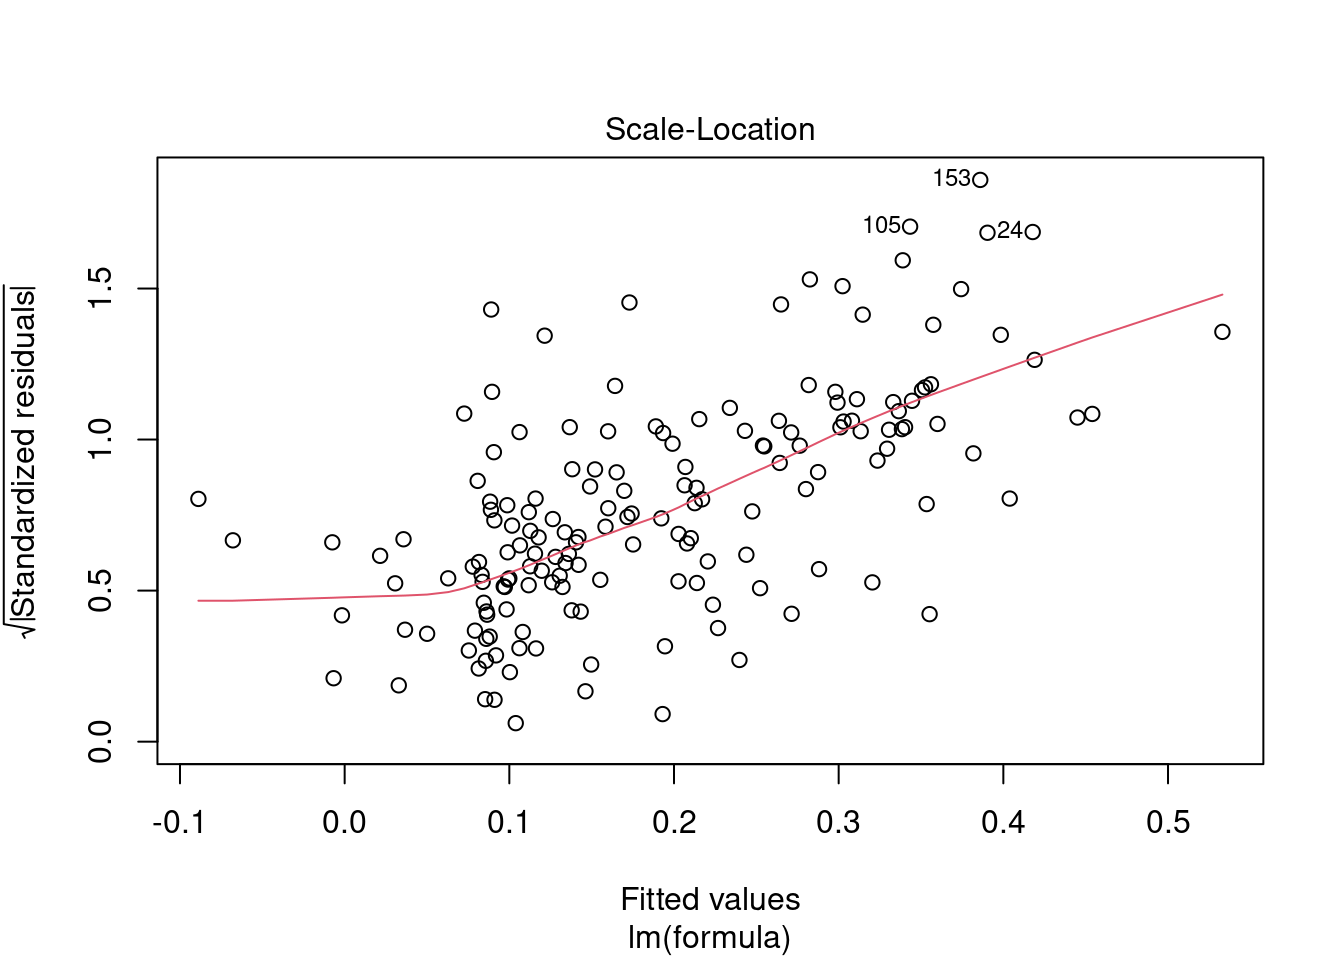 Scale-Location
√|Standardized residuals|
1.5
1.0
0.5
0.0
153
105
24
-0.1 0.0 0.1 0.2 0.3 0.4 0.5
Fitted values
lm(formula)